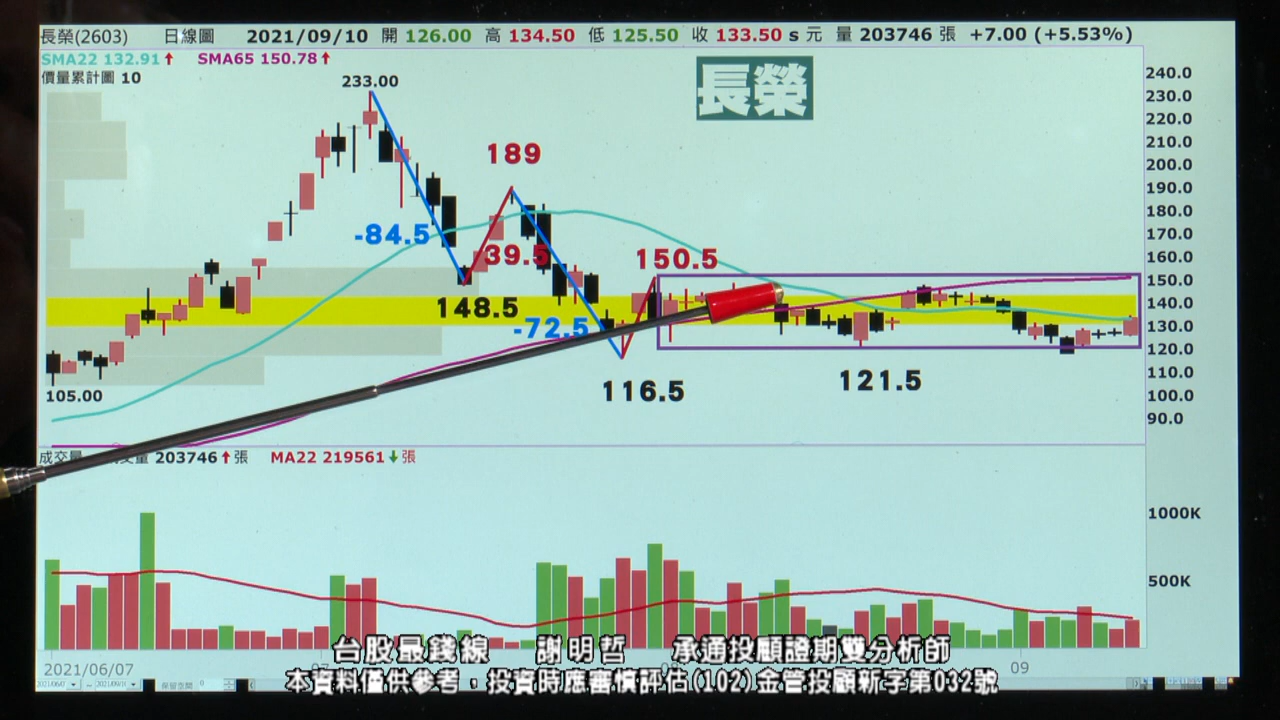 長榮(2603) 日線圖 2021/09/10 開 126.00 高 134.50 低 125.50 收 133.50 s 元 量 203746 張 +7.00 (+5.53%)
SMA22 132.91↑ SMA65 150.78↑
價量累計圖 10
長榮
233.00
189
-84.5
39.5
150.5
148.5
-72.5
116.5
121.5
105.00
240.0
230.0
220.0
210.0
200.0
190.0
180.0
170.0
160.0
150.0
140.0
130.0
120.0
110.0
100.0
90.0
成交量 203746↑張 MA22 219561↓張
1000K
500K
2021/06/07 07 09
台股最錢線 謝明哲 承通投顧證期雙分析師
本資料僅供參考，投資時應審慎評估(102)金管投顧新字第032號